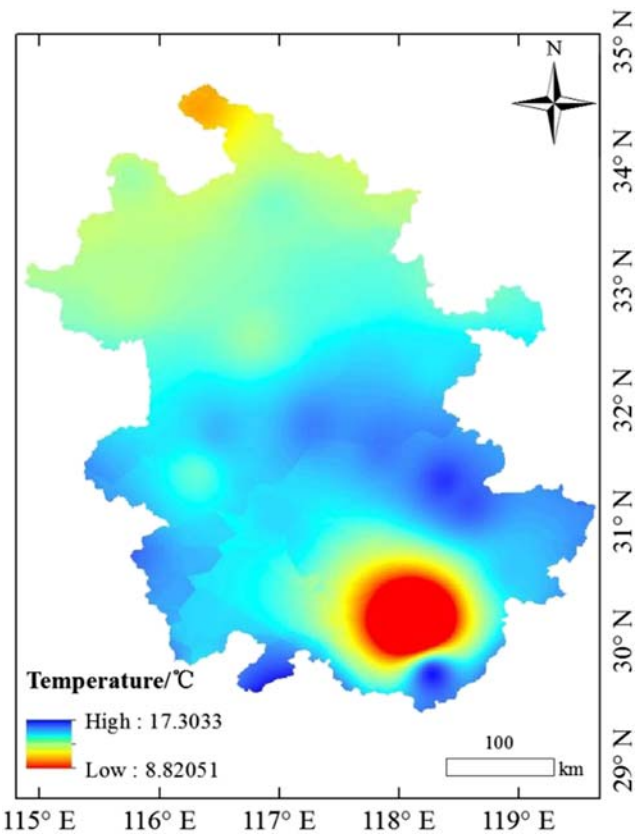 N
35° N
34° N
33° N
32° N
31° N
30° N
29° N
Temperature/℃
High : 17.3033
Low : 8.82051
100
km
115° E 116° E 117° E 118° E 119° E